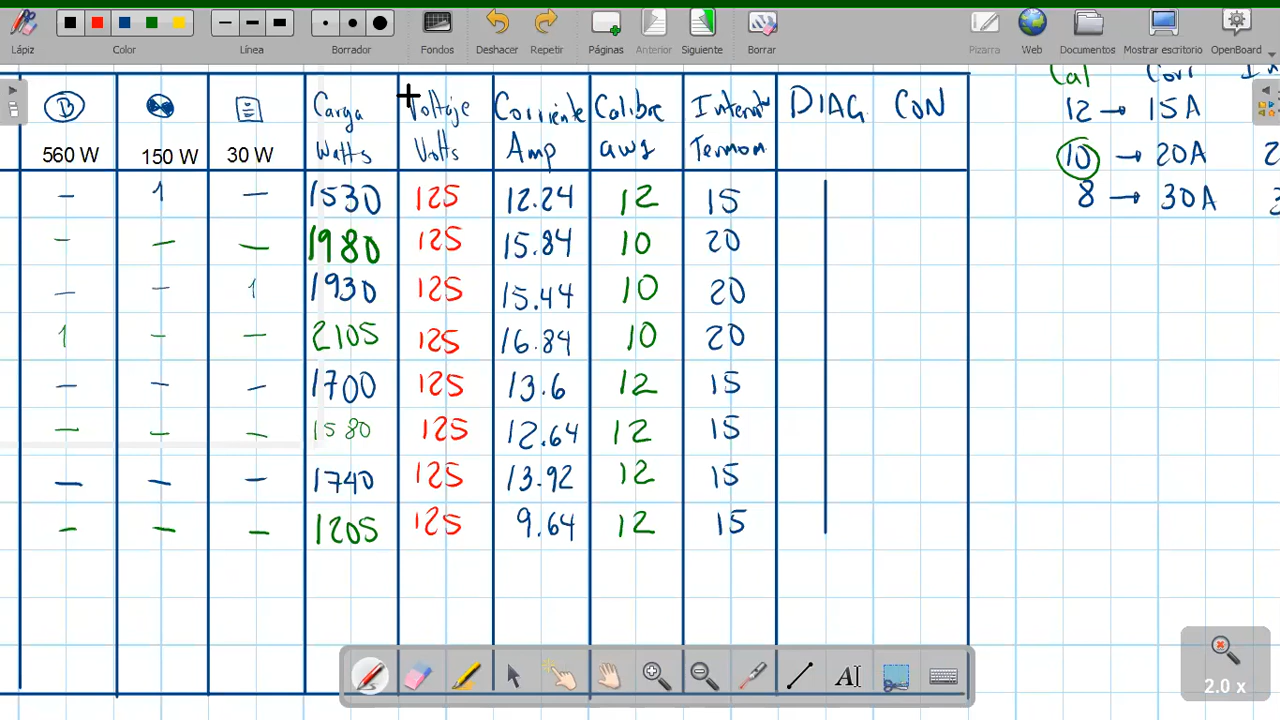 Lápiz Color Línea Borrador Fondos Deshacer Repetir Páginas Anterior Siguiente Borrar Pizarra Web Documentos Mostrar escritorio OpenBoard
B Carga Voltaje Corriente Calibre DIAG. CON
560 W 150 W 30 W Watts Volts Amp awg
- 1 - 1530 125 12.24 12 15
- - - 1980 125 15.84 10 20
- - 1 1930 125 15.44 10 20
1 - - 2105 125 16.84 10 20
- - - 1700 125 13.6 12 15
- - - 1580 125 12.64 12 15
- - - 1740 125 13.92 12 15
- - - 1205 125 9.64 12 15
12 → 15A
10 → 20A
8 → 30A
2.0 x